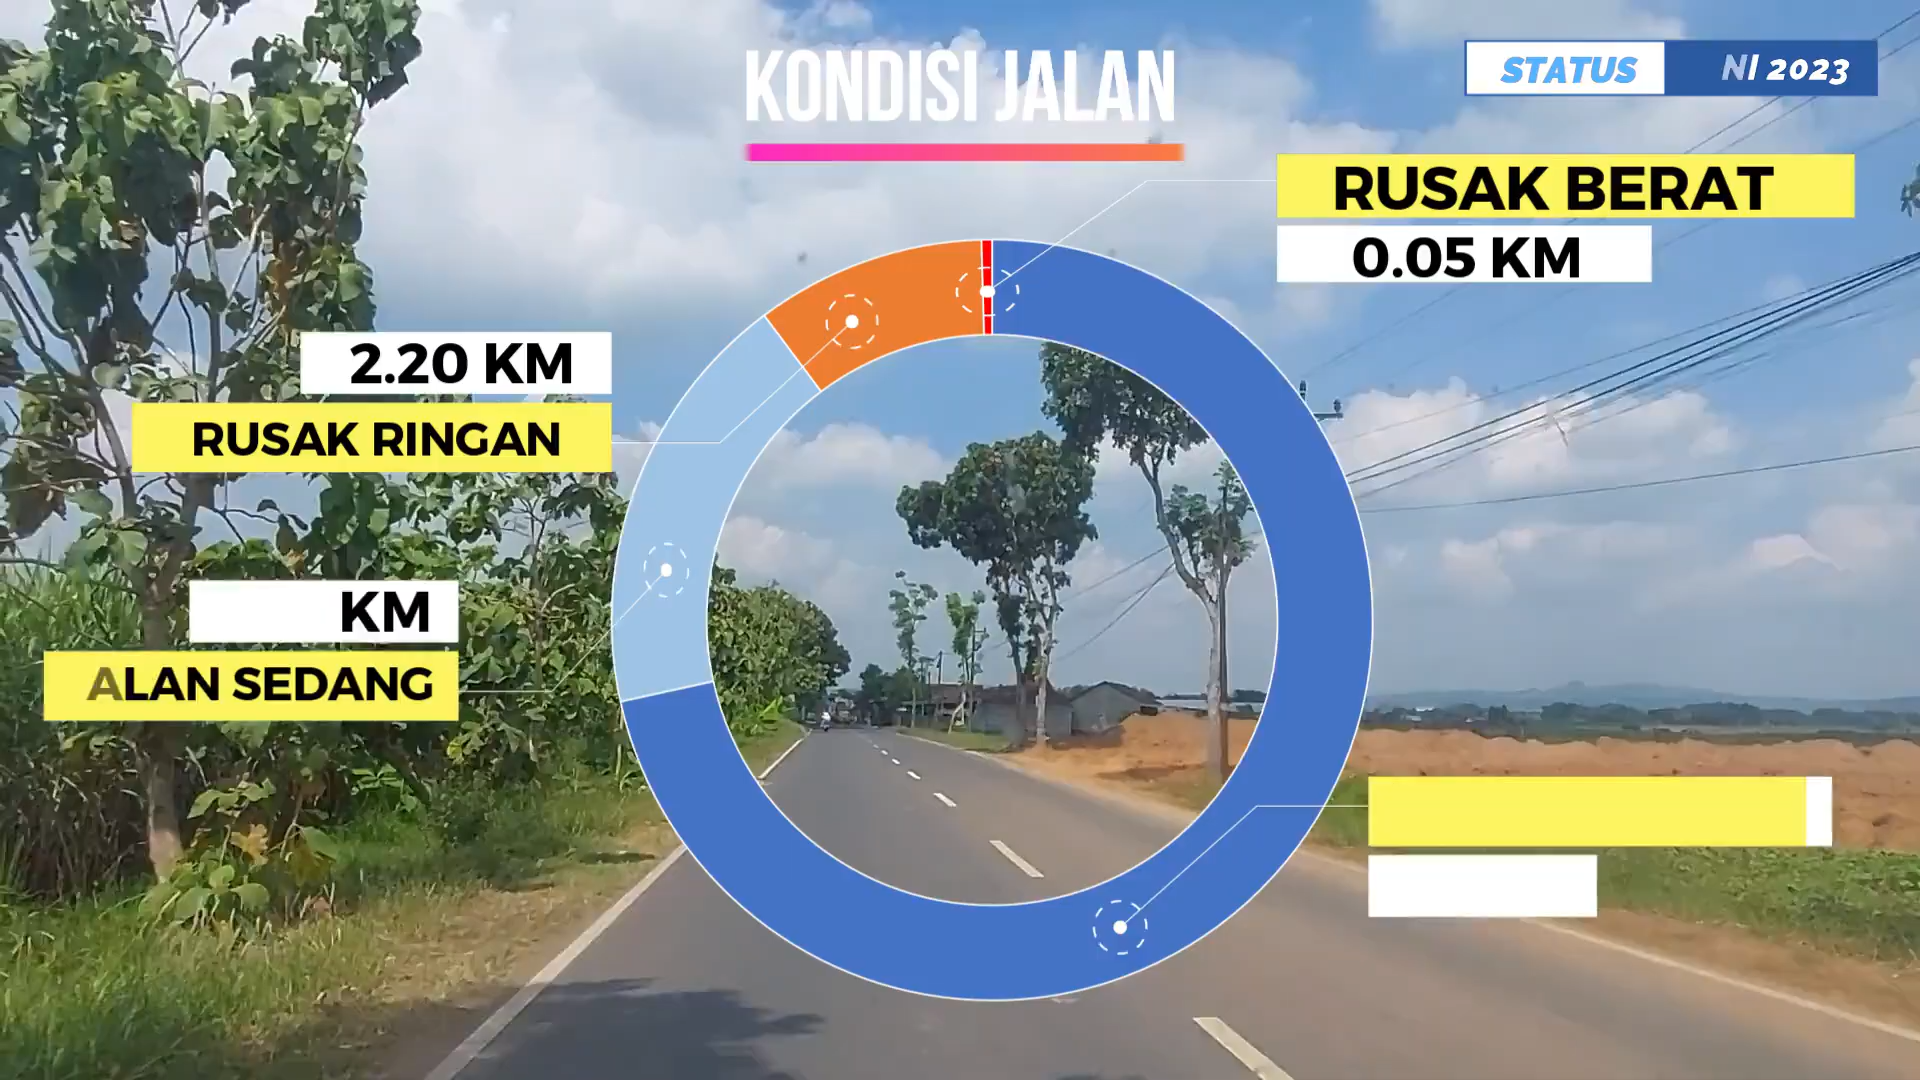 KONDISI JALAN
STATUS
NI 2023
RUSAK BERAT
0.05 KM
2.20 KM
RUSAK RINGAN
KM
ALAN SEDANG